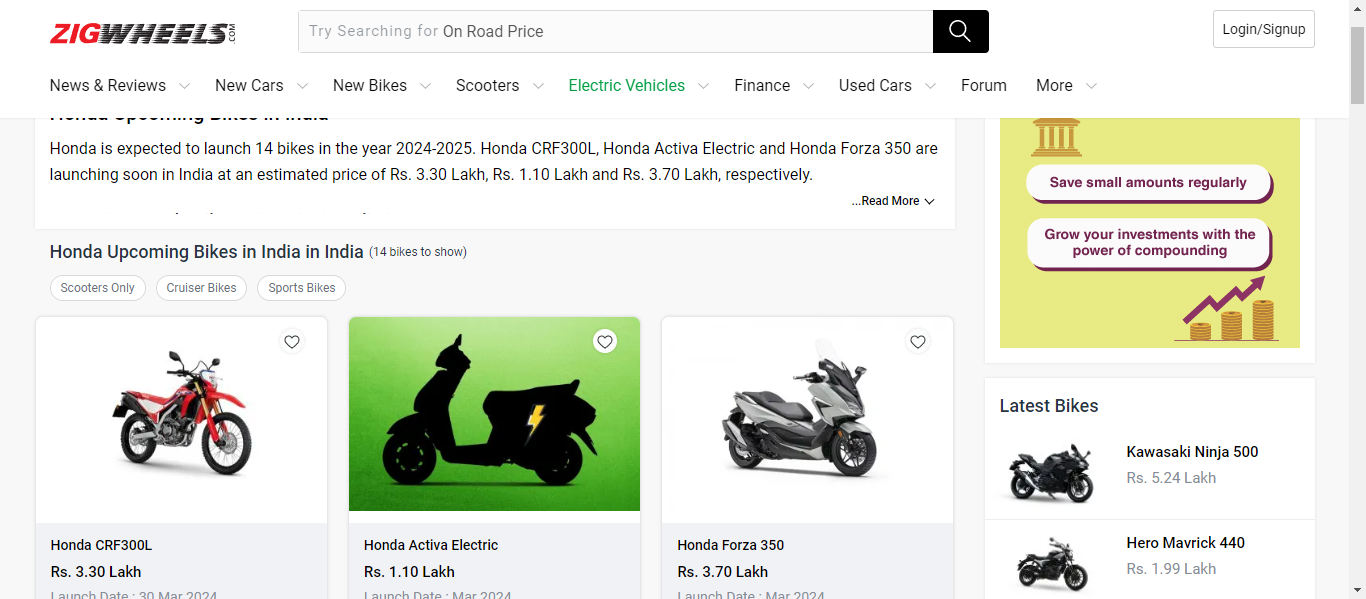 ZIGWHEELS.COM
Try Searching for On Road Price
Login/Signup
News & Reviews
New Cars
New Bikes
Scooters
Electric Vehicles
Finance
Used Cars
Forum
More
Honda Upcoming Bikes in India
Honda is expected to launch 14 bikes in the year 2024-2025. Honda CRF300L, Honda Activa Electric and Honda Forza 350 are
launching soon in India at an estimated price of Rs. 3.30 Lakh, Rs. 1.10 Lakh and Rs. 3.70 Lakh, respectively.
...Read More
Honda Upcoming Bikes in India in India (14 bikes to show)
Scooters Only
Cruiser Bikes
Sports Bikes
Honda CRF300L
Rs. 3.30 Lakh
Launch Date : 30 Mar 2024
Honda Activa Electric
Rs. 1.10 Lakh
Launch Date : Mar 2024
Honda Forza 350
Rs. 3.70 Lakh
Launch Date : Mar 2024
Save small amounts regularly
Grow your investments with the
power of compounding
Latest Bikes
Kawasaki Ninja 500
Rs. 5.24 Lakh
Hero Mavrick 440
Rs. 1.99 Lakh